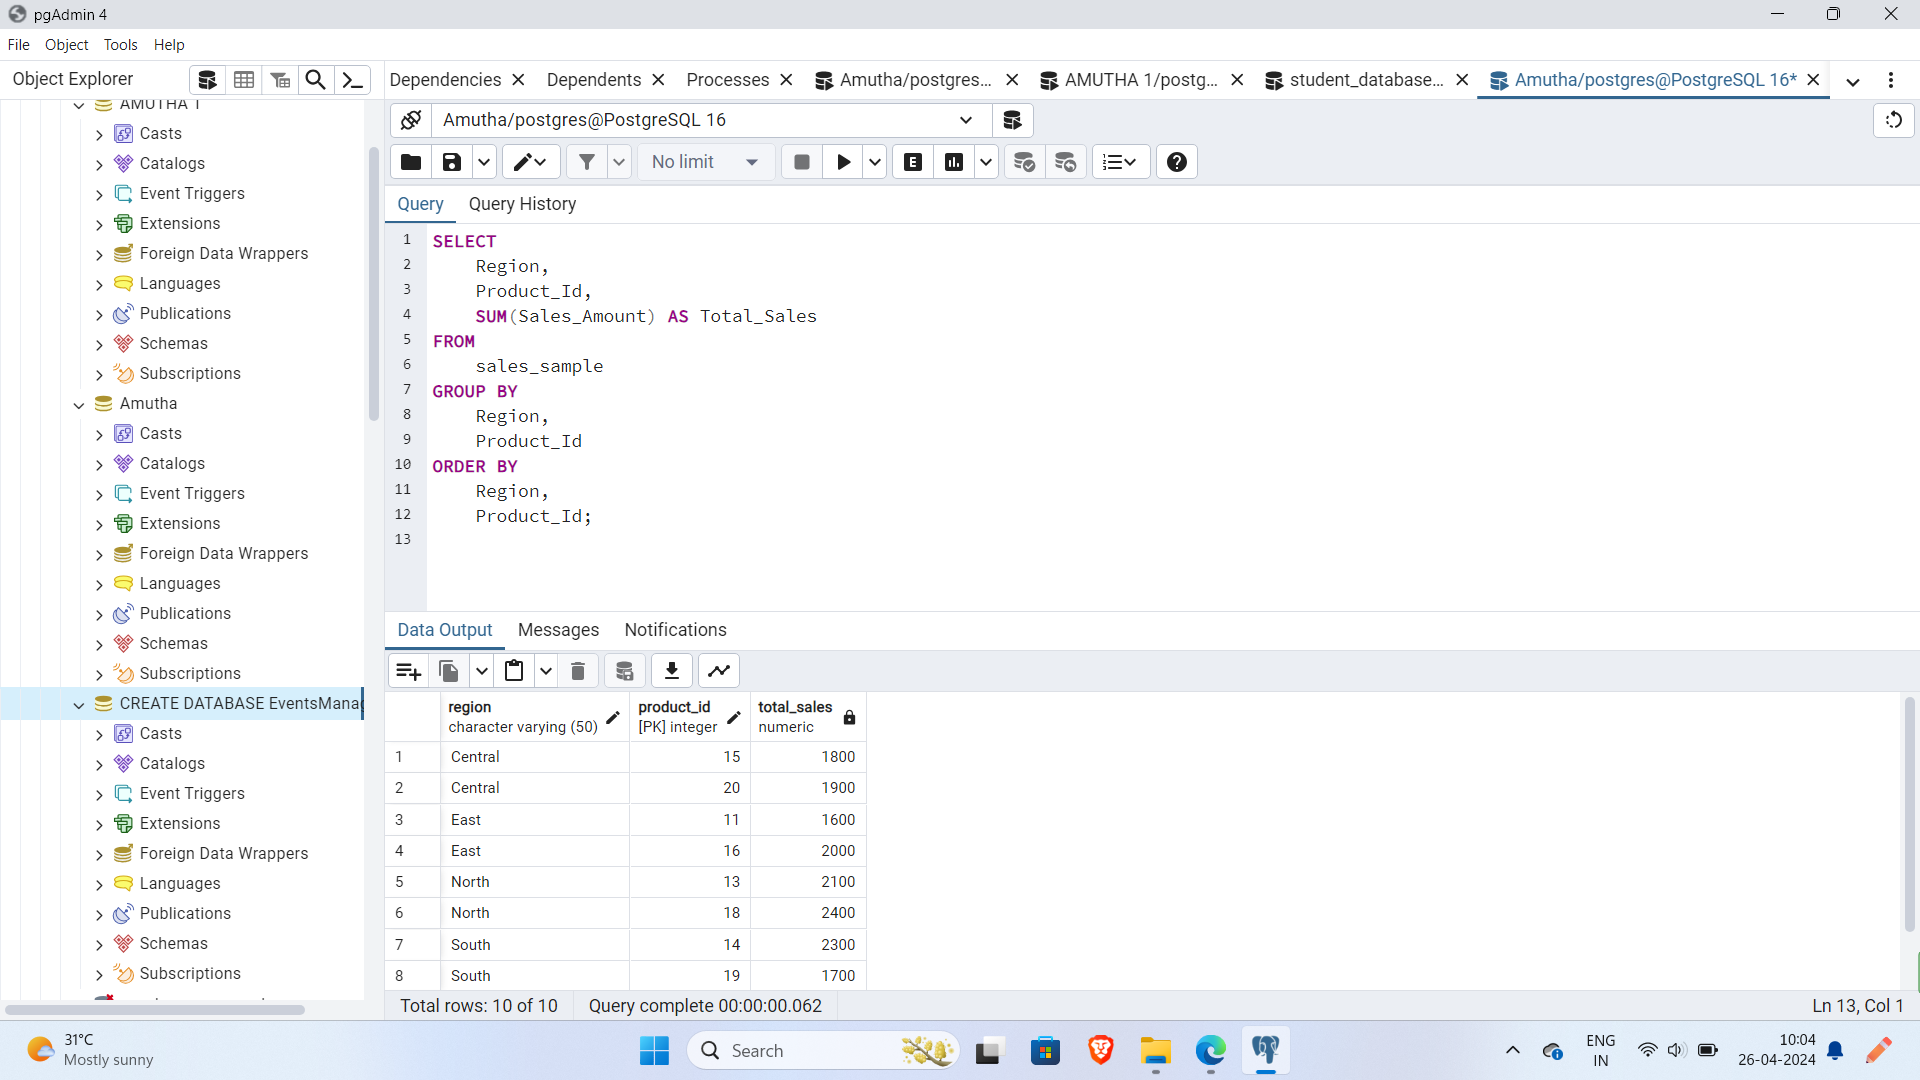 pgAdmin 4
File Object Tools Help
Object Explorer
Dependencies
Dependents
Processes
Amutha/postgres...
AMUTHA 1/postg...
student_database...
Amutha/postgres@PostgreSQL 16*
AMUTHA 1
Casts
Catalogs
Event Triggers
Extensions
Foreign Data Wrappers
Languages
Publications
Schemas
Subscriptions
Amutha
Casts
Catalogs
Event Triggers
Extensions
Foreign Data Wrappers
Languages
Publications
Schemas
Subscriptions
CREATE DATABASE EventsManag
Casts
Catalogs
Event Triggers
Extensions
Foreign Data Wrappers
Languages
Publications
Schemas
Subscriptions
Amutha/postgres@PostgreSQL 16
No limit
E
Query Query History
1 SELECT
2 Region,
3 Product_Id,
4 SUM(Sales_Amount) AS Total_Sales
5 FROM
6 sales_sample
7 GROUP BY
8 Region,
9 Product_Id
10 ORDER BY
11 Region,
12 Product_Id;
13
Data Output Messages Notifications
region product_id total_sales
character varying (50) [PK] integer numeric
1 Central 15 1800
2 Central 20 1900
3 East 11 1600
4 East 16 2000
5 North 13 2100
6 North 18 2400
7 South 14 2300
8 South 19 1700
Total rows: 10 of 10 Query complete 00:00:00.062 Ln 13, Col 1
31°C
Mostly sunny
Search
ENG
IN
10:04
26-04-2024